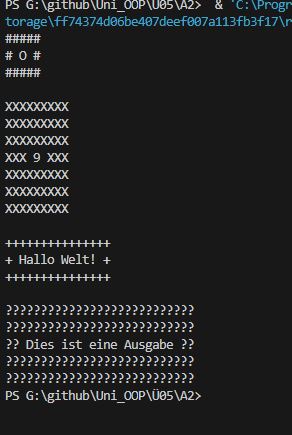 PS G:\github\Uni_OOP\Ü05\A2>  & 'C:\Progr
torage\ff74374d06be407deef007a113fb3f17\r
#####
# O #
#####
XXXXXXXXX
XXXXXXXXX
XXXXXXXXX
XXX 9 XXX
XXXXXXXXX
XXXXXXXXX
XXXXXXXXX
+++++++++++++++
+ Hallo Welt! +
+++++++++++++++
???????????????????????????
???????????????????????????
?? Dies ist eine Ausgabe ??
???????????????????????????
???????????????????????????
PS G:\github\Uni_OOP\Ü05\A2>